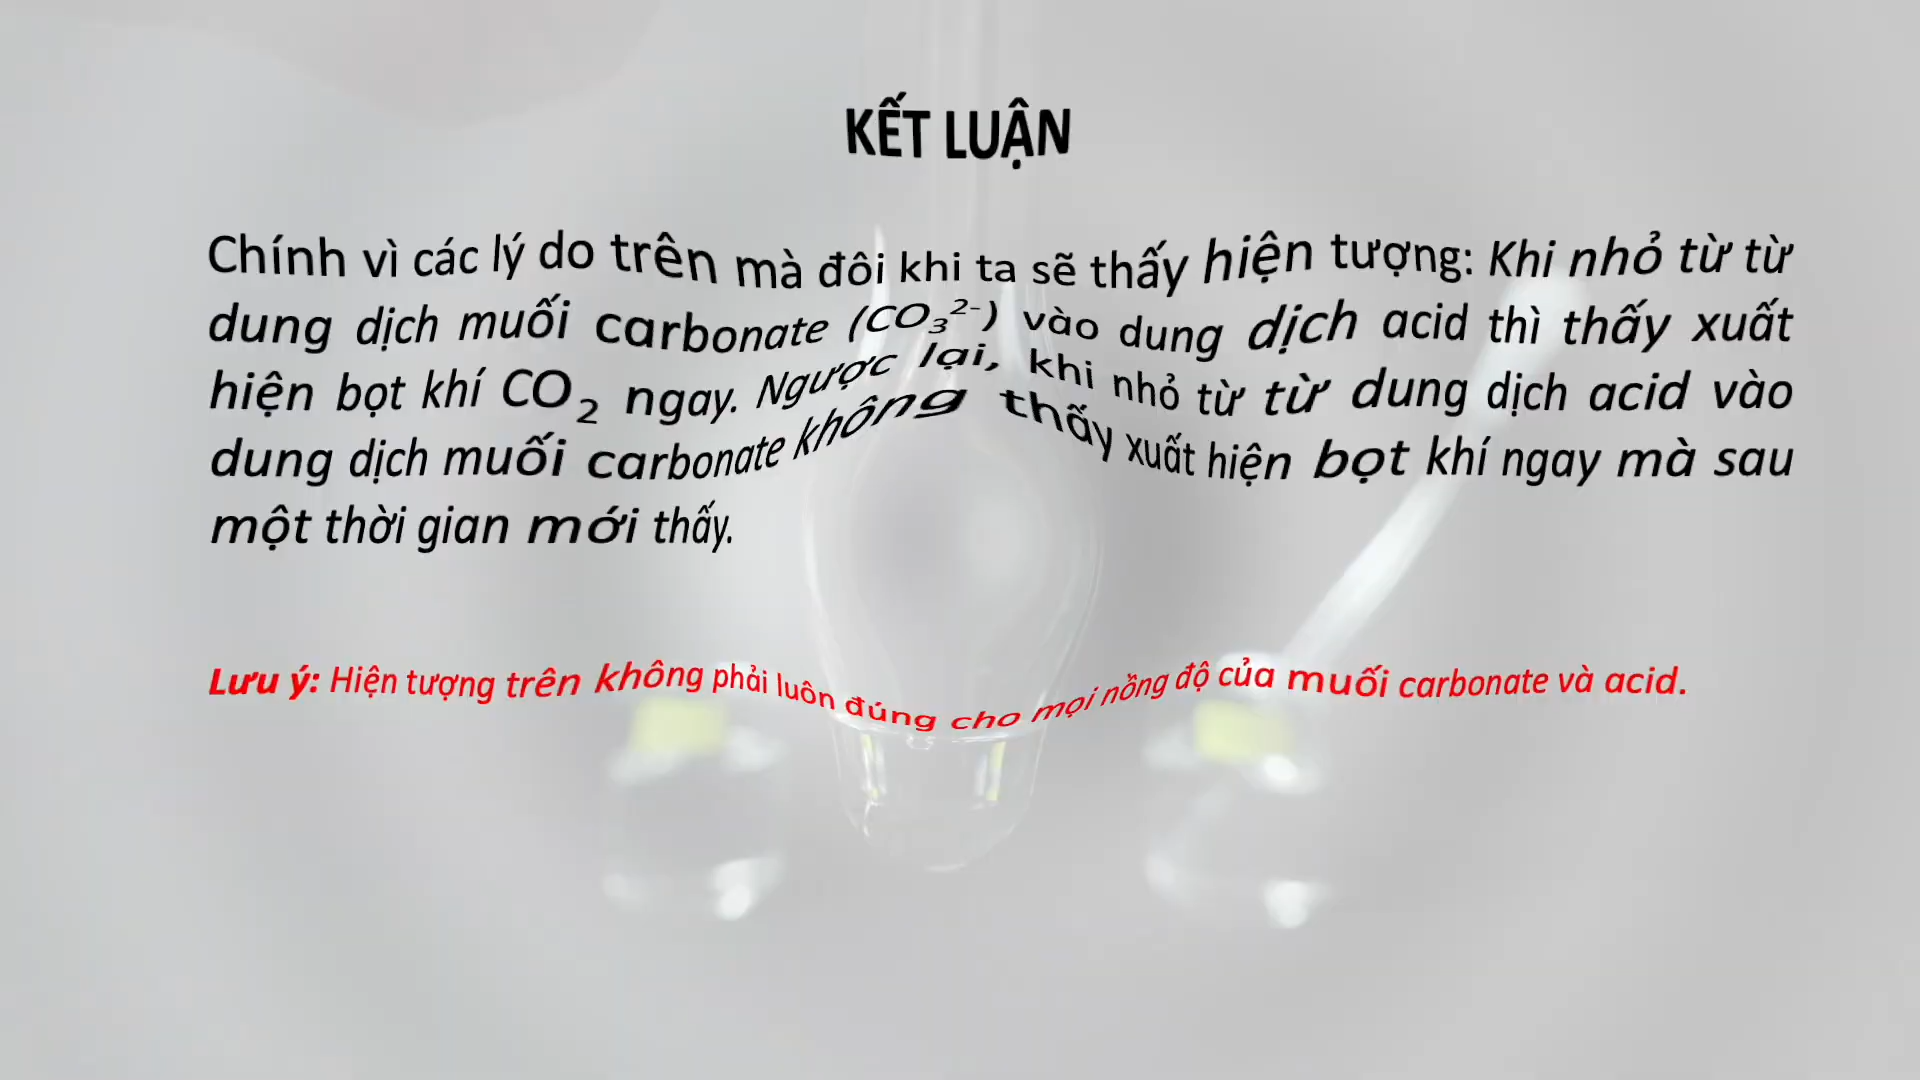 KẾT LUẬN
Chính vì các lý do trên mà đôi khi ta sẽ thấy hiện tượng: Khi nhỏ từ từ
dung dịch muối carbonate (CO₃²⁻) vào dung dịch acid thì thấy xuất
hiện bọt khí CO₂ ngay. Ngược lại, khi nhỏ từ từ dung dịch acid vào
dung dịch muối carbonate không thấy xuất hiện bọt khí ngay mà sau
một thời gian mới thấy.
Lưu ý: Hiện tượng trên không phải luôn đúng cho mọi nồng độ của muối carbonate và acid.